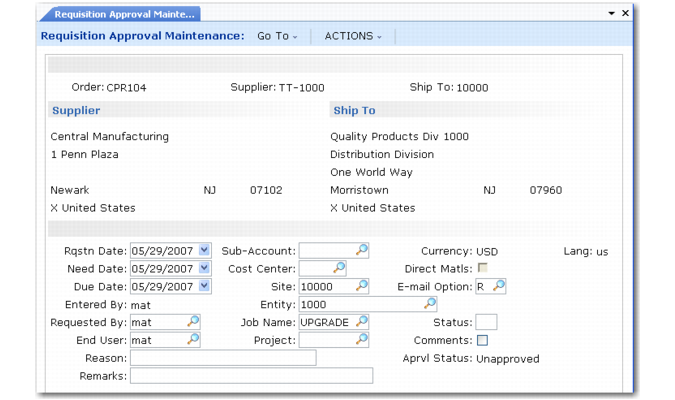 Requisition Approval Mainte...
Requisition Approval Maintenance: Go To ACTIONS
Order: CPR104 Supplier: TT-1000 Ship To: 10000
Supplier Ship To
Central Manufacturing Quality Products Div 1000
1 Penn Plaza Distribution Division
One World Way
Newark NJ 07102 Morristown NJ 07960
X United States X United States
Rqstn Date: 05/29/2007 Sub-Account: Currency: USD Lang: us
Need Date: 05/29/2007 Cost Center: Direct Matls:
Due Date: 05/29/2007 Site: 10000 E-mail Option: R
Entered By: mat Entity: 1000
Requested By: mat Job Name: UPGRADE Status:
End User: mat Project: Comments:
Reason: Aprvl Status: Unapproved
Remarks: